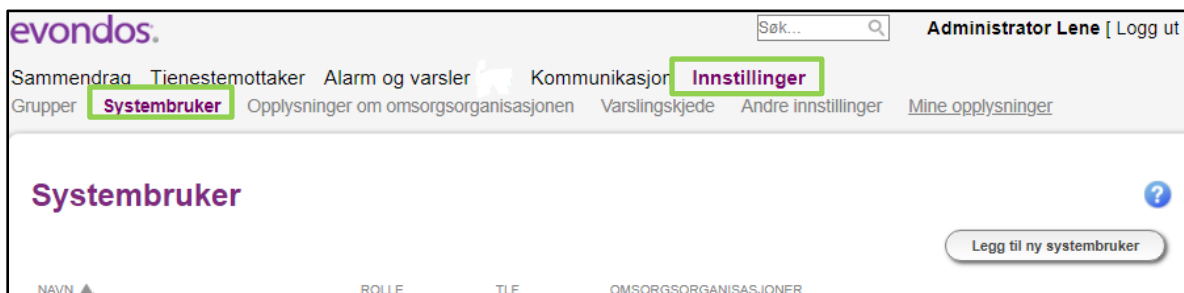 evondos.
Søk... Administrator Lene [ Logg ut
Sammendrag Tjenestemottaker Alarm og varsler Kommunikasjon Innstillinger
Grupper Systembruker Opplysninger om omsorgsorganisasjonen Varslingskjede Andre innstillinger Mine opplysninger
Systembruker
?
Legg til ny systembruker
NAVN ROLLE TLF OMSORGSORGANISASJONER